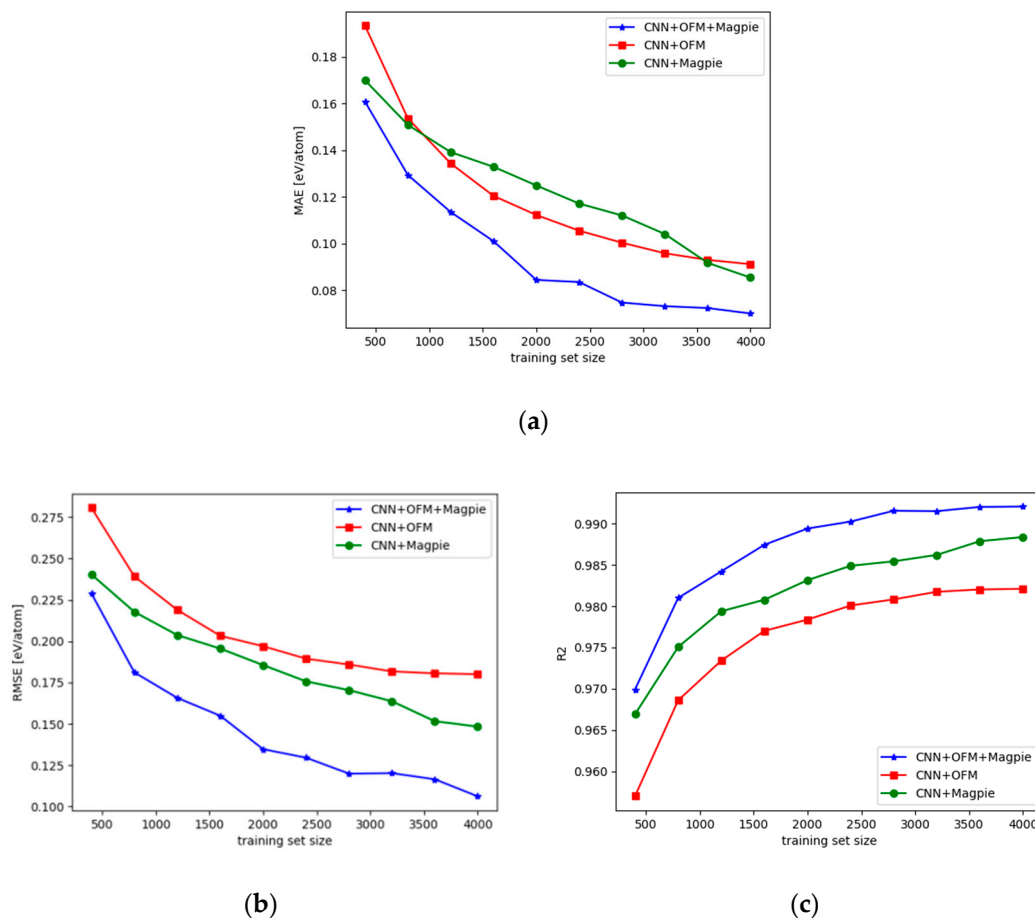 CNN+OFM+Magpie
CNN+OFM
CNN+Magpie
MAE [eV/atom]
0.18
0.16
0.14
0.12
0.10
0.08
500 1000 1500 2000 2500 3000 3500 4000
training set size
(a)
CNN+OFM+Magpie
CNN+OFM
CNN+Magpie
RMSE [eV/atom]
0.275
0.250
0.225
0.200
0.175
0.150
0.125
0.100
500 1000 1500 2000 2500 3000 3500 4000
training set size
(b)
R2
0.990
0.985
0.980
0.975
0.970
0.965
0.960
CNN+OFM+Magpie
CNN+OFM
CNN+Magpie
500 1000 1500 2000 2500 3000 3500 4000
training set size
(c)